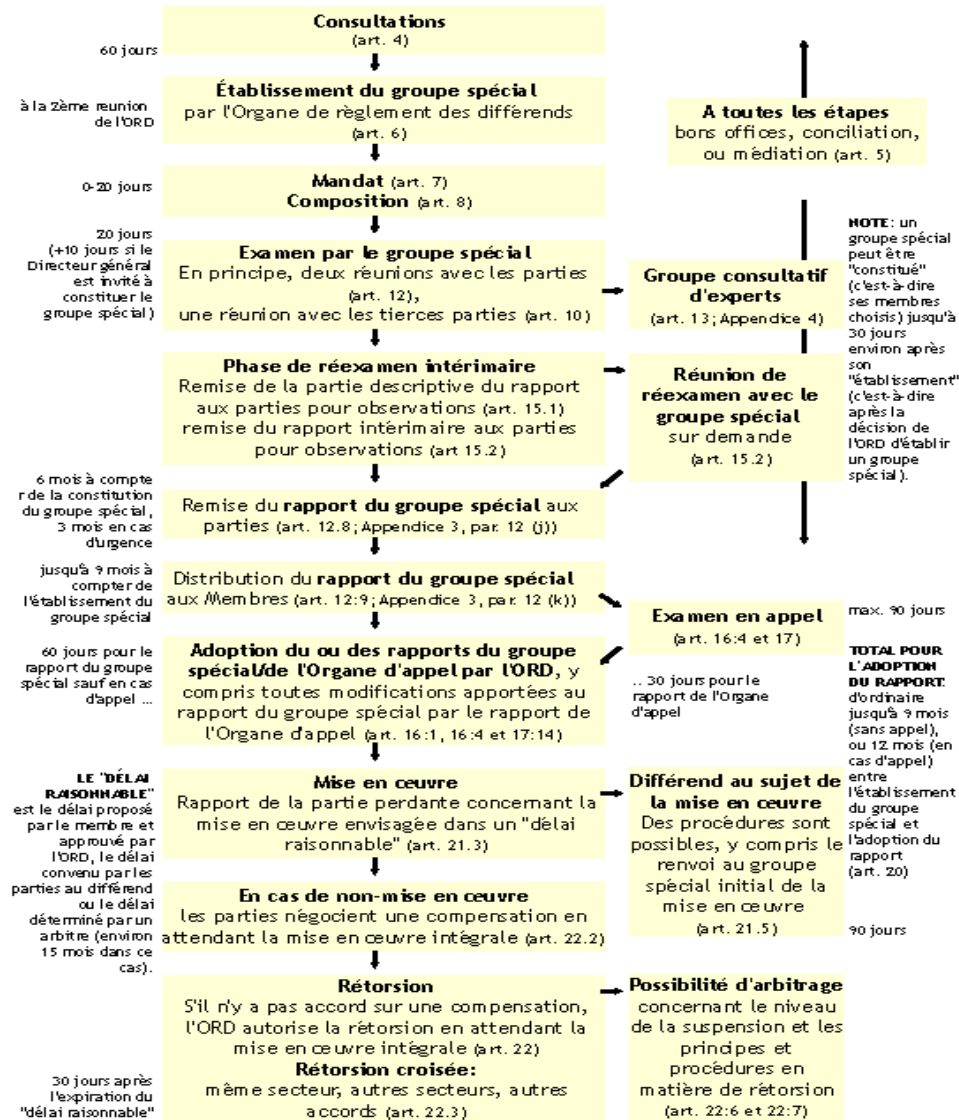 Consultations
(art. 4)
60 jours
Établissement du groupe spécial
par l'Organe de règlement des différends
(art. 6)
à la 2ème reunion
de l'ORD
A toutes les étapes
bons offices, conciliation,
ou médiation (art. 5)
0-20 jours
Mandat (art. 7)
Composition (art. 8)
20 jours
(+10 jours si le
Directeur général
est invité à
constituer le
groupe spécial)
Examen par le groupe spécial
En principe, deux réunions avec les parties
(art. 12),
une réunion avec les tierces parties (art. 10)
Groupe consultatif
d'experts
(art. 13; Appendice 4)
NOTE: un
groupe spécial
peut être
"constitué"
(c'est-à-dire
ses membres
choisis) jusqu'à
30 jours
environ après
son
"établissement"
(c'est-à-dire
après la
décision de
l'ORD d'établir
un groupe
spécial).
Phase de réexamen intérimaire
Remise de la partie descriptive du rapport
aux parties pour observations (art. 15.1)
remise du rapport intérimaire aux parties
pour observations (art 15.2)
Réunion de
réexamen avec le
groupe spécial
sur demande
(art. 15.2)
6 mois à compte
r de la constitution
du groupe spécial,
3 mois en cas
d'urgence
Remise du rapport du groupe spécial aux
parties (art. 12.8; Appendice 3, par. 12 (j))
jusqu'à 9 mois à
compter de
l'établissement du
groupe spécial
Distribution du rapport du groupe spécial
aux Membres (art. 12:9; Appendice 3, par. 12 (k))
Examen en appel
(art. 16:4 et 17)
max. 90 jours
60 jours pour le
rapport du groupe
spécial sauf en cas
d'appel ...
Adoption du ou des rapports du groupe
spécial/de l'Organe d'appel par l'ORD, y
compris toutes modifications apportées au
rapport du groupe spécial par le rapport de
l'Organe d'appel (art. 16:1, 16:4 et 17:14)
.. 30 jours pour le
rapport de l'Organe
d'appel
TOTAL POUR
L'ADOPTION
DU RAPPORT:
d'ordinaire
jusqu'à 9 mois
(sans appel),
ou 12 mois (en
cas d'appel)
entre
l'établissement
du groupe
spécial et
l'adoption du
rapport
(art. 20)
LE "DÉLAI
RAISONNABLE"
est le délai proposé
par le membre et
approuvé par
l'ORD, le délai
convenu par les
parties au différend
ou le délai
déterminé par un
arbitre (environ
15 mois dans ce
cas).
Mise en œuvre
Rapport de la partie perdante concernant la
mise en œuvre envisagée dans un "délai
raisonnable" (art. 21.3)
Différend au sujet de
la mise en œuvre
Des procédures sont
possibles, y compris le
renvoi au groupe
spécial initial de la
mise en œuvre
(art. 21.5)
90 jours
En cas de non-mise en œuvre
les parties négocient une compensation en
attendant la mise en œuvre intégrale (art. 22.2)
Rétorsion
S'il n'y a pas accord sur une compensation,
l'ORD autorise la rétorsion en attendant la
mise en œuvre intégrale (art. 22)
Rétorsion croisée:
même secteur, autres secteurs, autres
accords (art. 22.3)
30 jours après
l'expiration du
"délai raisonnable"
Possibilité d'arbitrage
concernant le niveau
de la suspension et les
principes et
procédures en
matière de rétorsion
(art. 22:6 et 22:7)